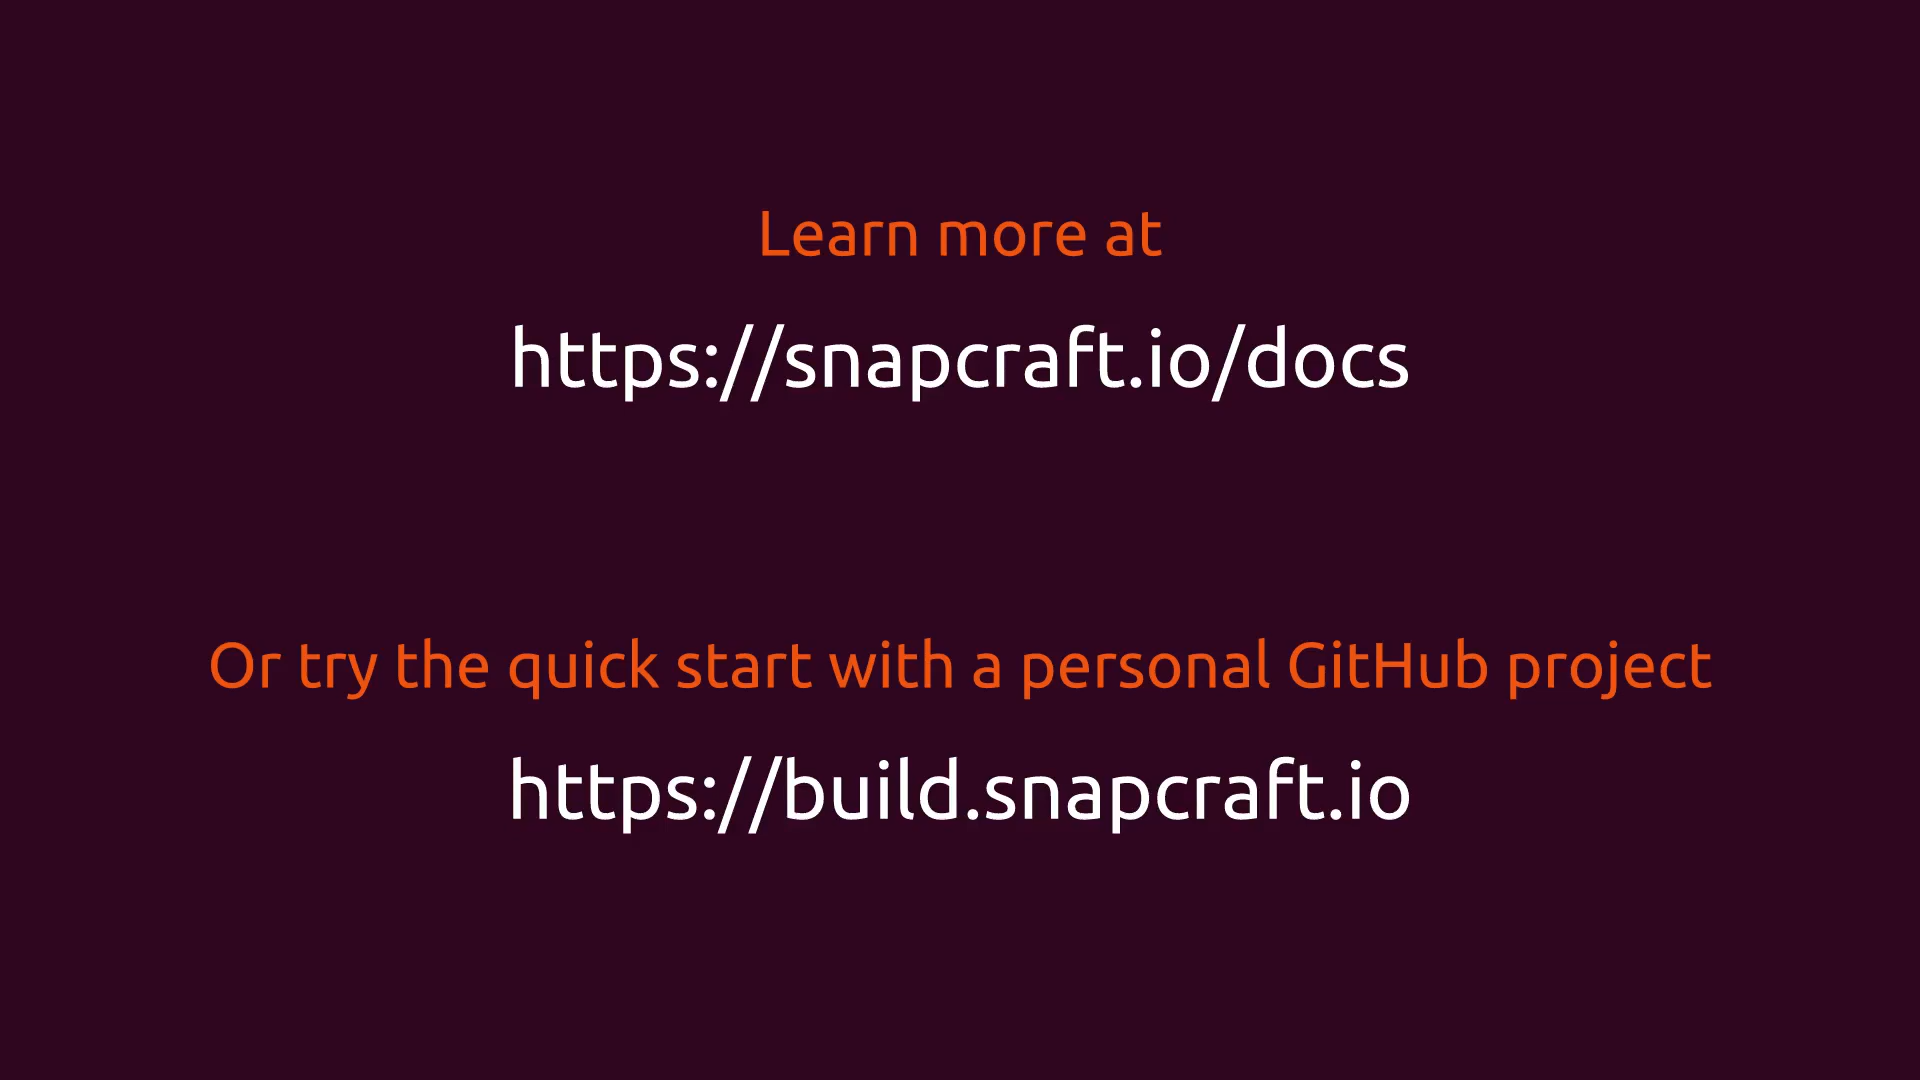 Learn more at
https://snapcraft.io/docs
Or try the quick start with a personal GitHub project
https://build.snapcraft.io